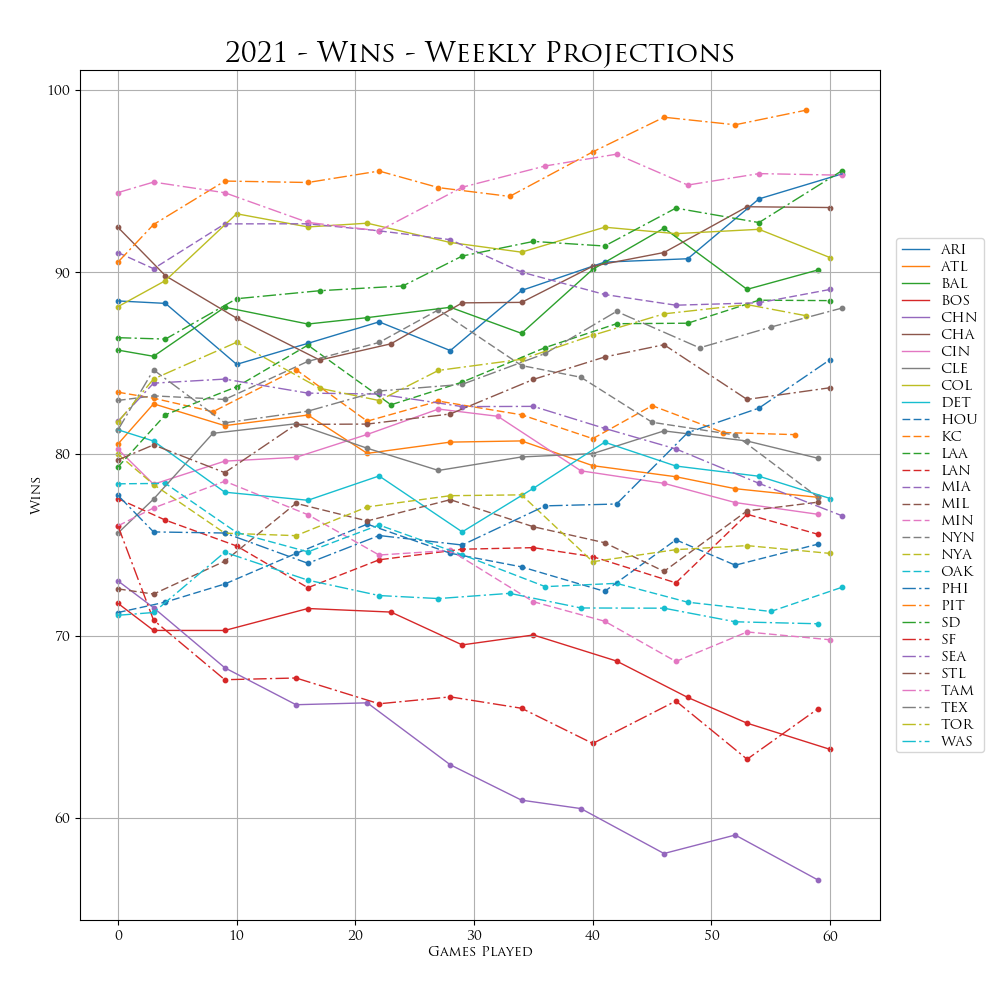 2021 - Wins - Weekly Projections
100
90
80
70
60
Wins
0 10 20 30 40 50 60
Games Played
ARI
ATL
BAL
BOS
CHN
CHA
CIN
CLE
COL
DET
HOU
KC
LAA
LAN
MIA
MIL
MIN
NYN
NYA
OAK
PHI
PIT
SD
SF
SEA
STL
TAM
TEX
TOR
WAS